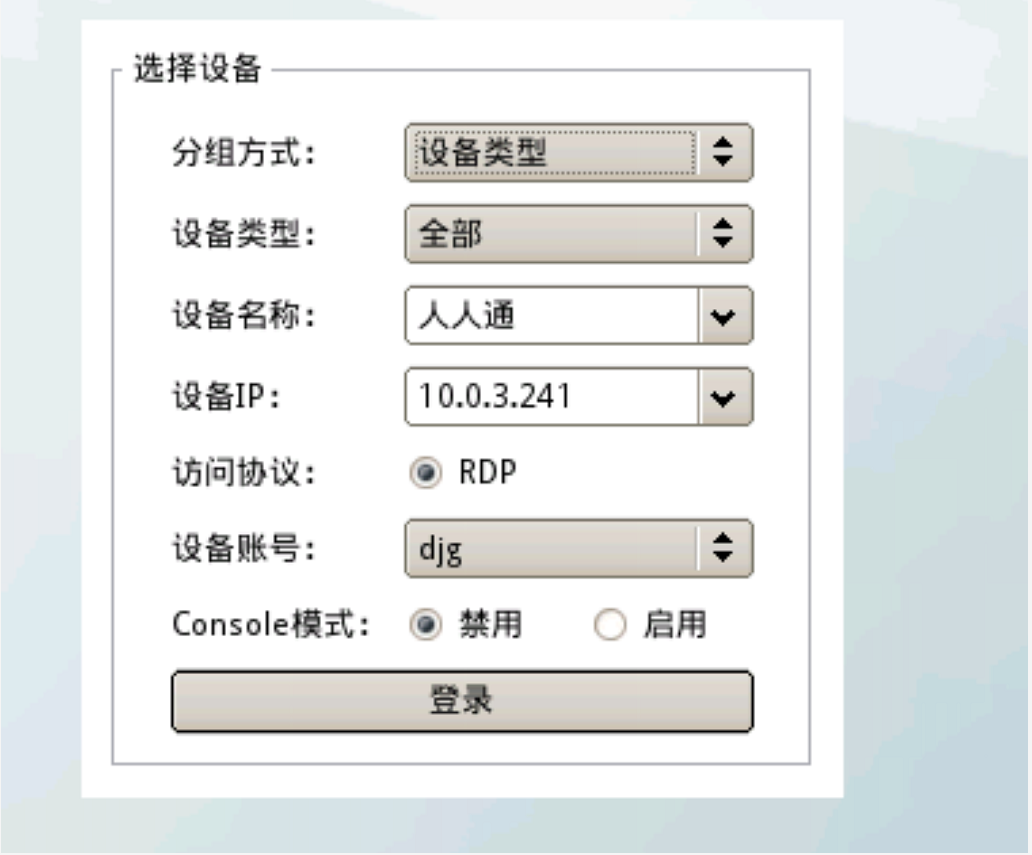 选择设备
分组方式： 设备类型
设备类型： 全部
设备名称： 人人通
设备IP： 10.0.3.241
访问协议： RDP
设备账号： djg
Console模式： 禁用 启用
登录